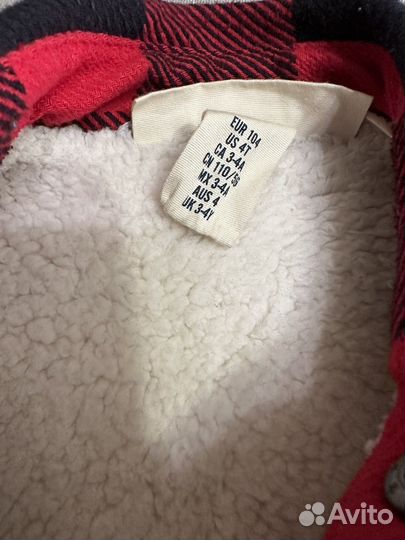 EUR 104
US 4T
CA 3-4A
CN 110/56
MX 3-4A
AUS 4
UK 3-4Y
Avito